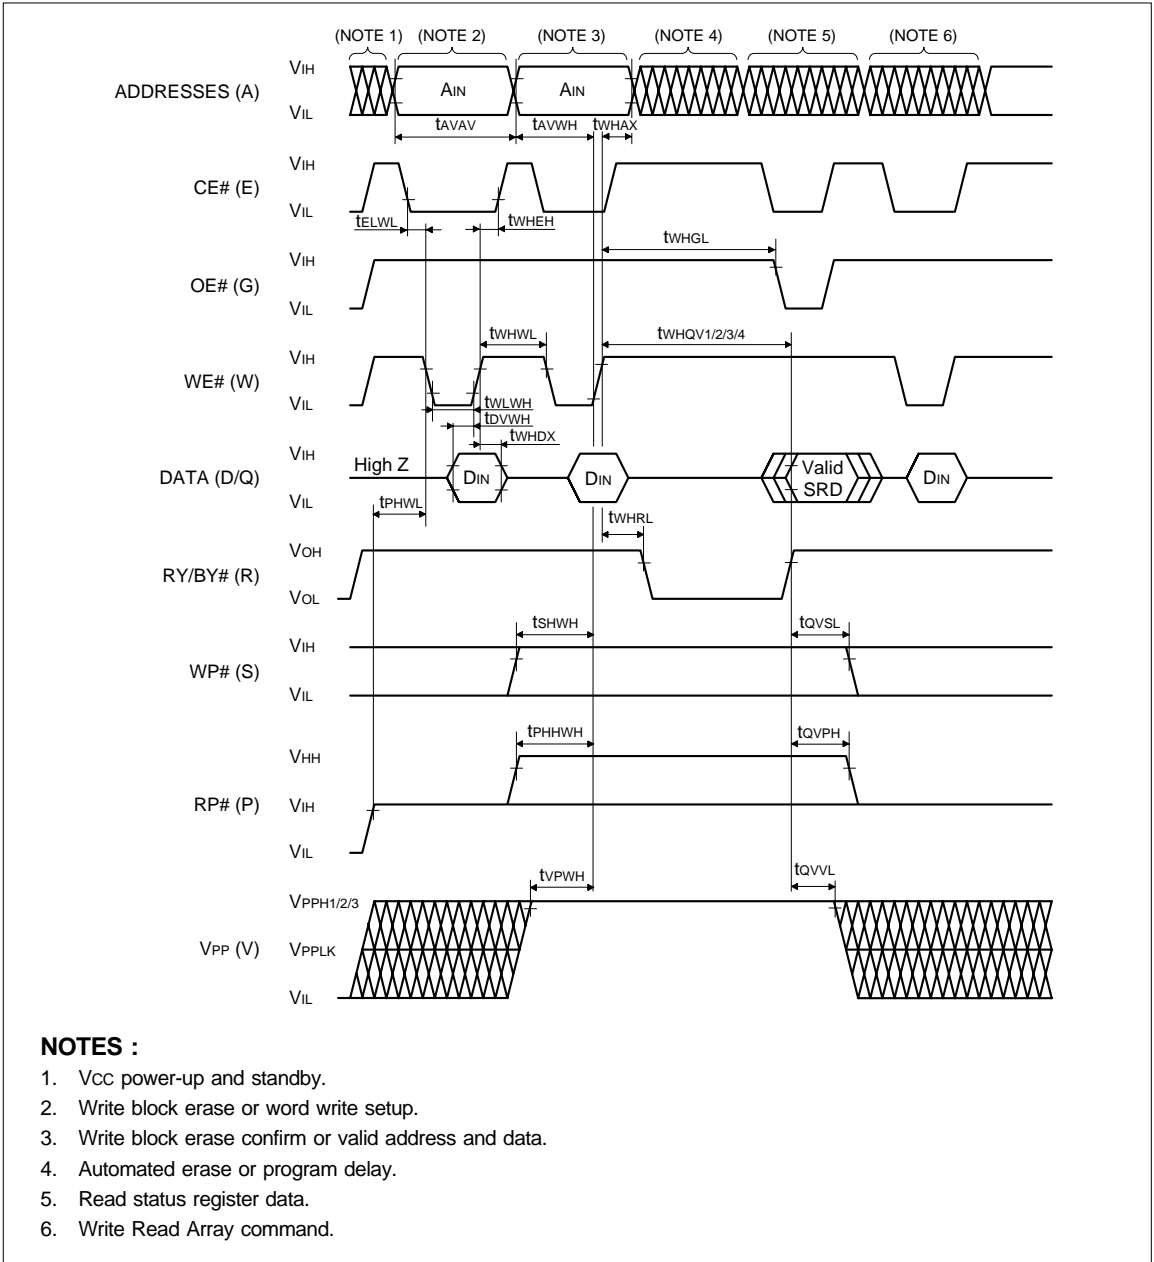 (NOTE 1) (NOTE 2) (NOTE 3) (NOTE 4) (NOTE 5) (NOTE 6)
ADDRESSES (A)
VIH
VIL
AIN
AIN
tAVAV
tAVWH
tWHAX
CE# (E)
VIH
VIL
tELWL
tWHEH
tWHGL
OE# (G)
VIH
VIL
tWHWL
tWHQV1/2/3/4
WE# (W)
VIH
VIL
tWLWH
tDVWH
tWHDX
DATA (D/Q)
VIH
VIL
High Z
DIN
DIN
Valid
SRD
DIN
tPHWL
tWHRL
RY/BY# (R)
VOH
VOL
tSHWH
tQVSL
WP# (S)
VIH
VIL
tPHHWH
tQVPH
RP# (P)
VHH
VIH
VIL
tVPWH
tQVVL
VPP (V)
VPPH1/2/3
VPPLK
VIL
NOTES :
1. VCC power-up and standby.
2. Write block erase or word write setup.
3. Write block erase confirm or valid address and data.
4. Automated erase or program delay.
5. Read status register data.
6. Write Read Array command.